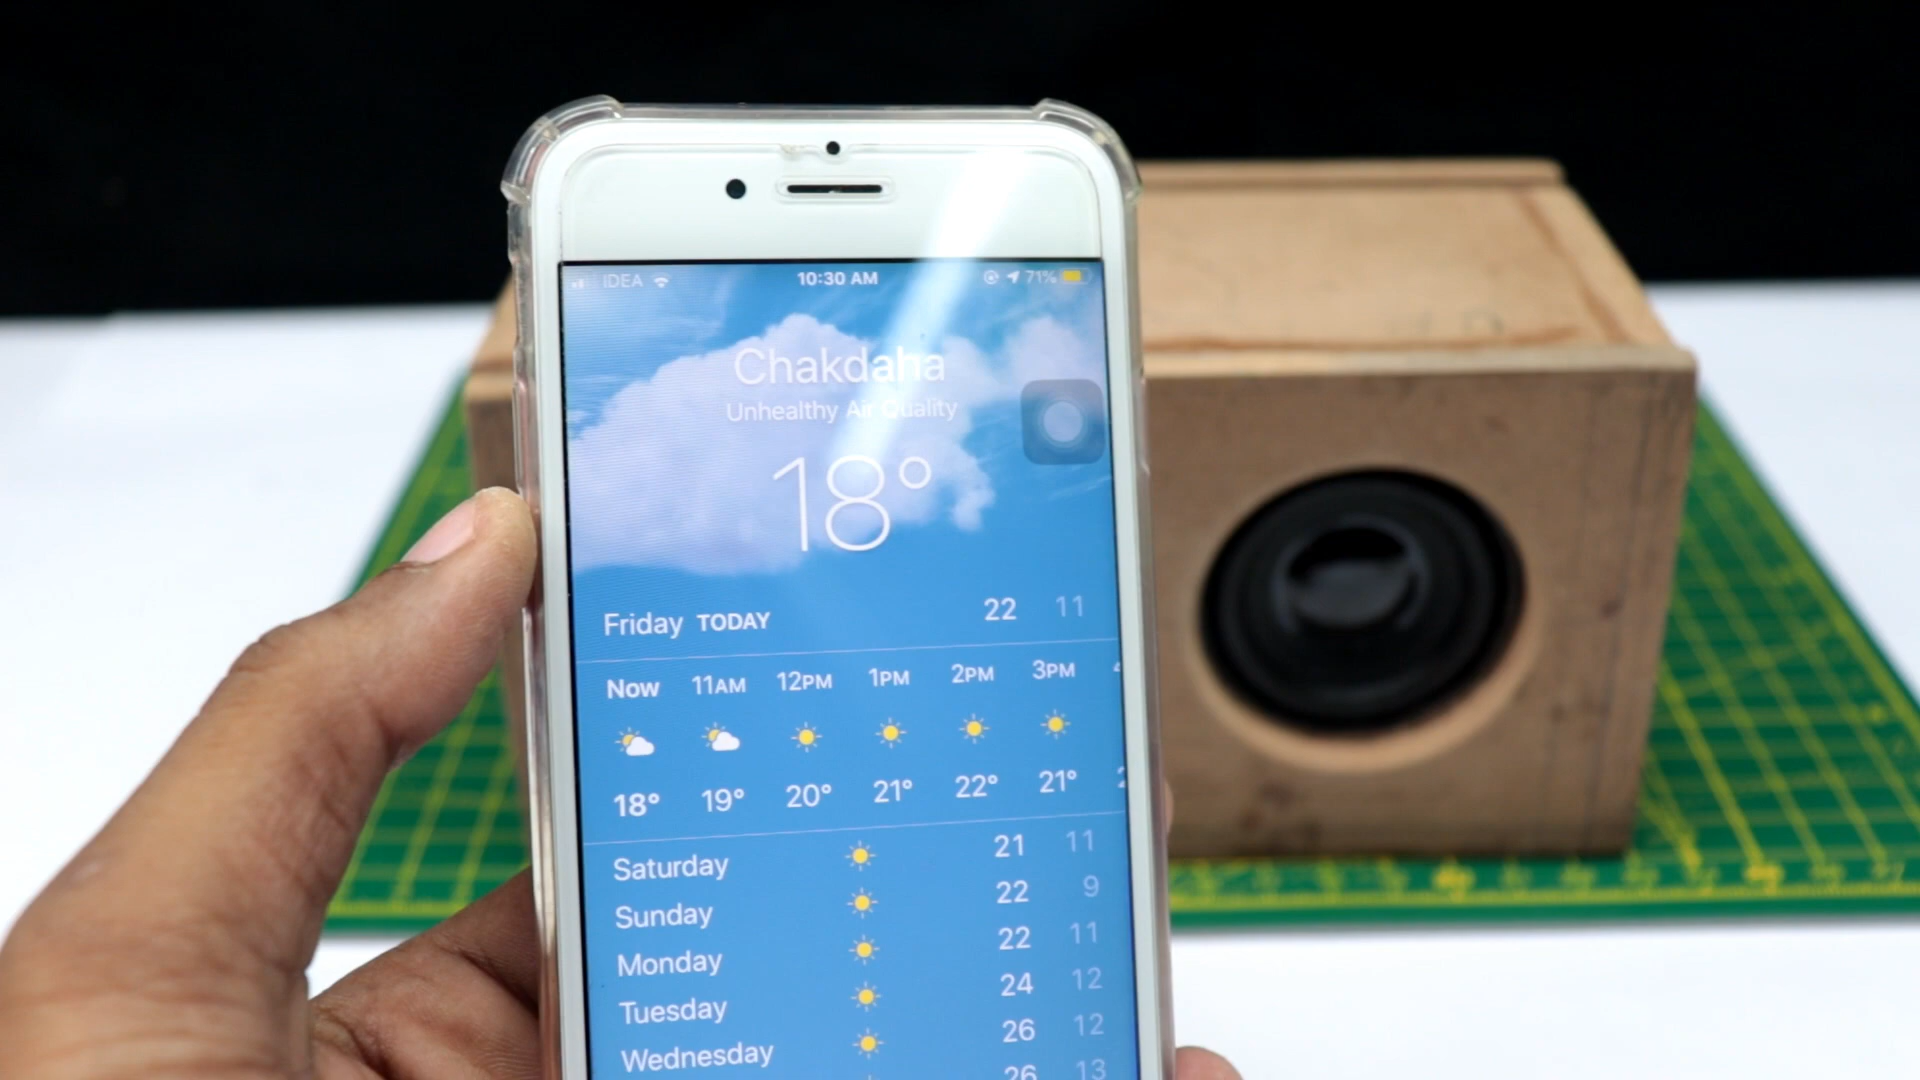 IDEA 10:30 AM 71%
Chakdaha
Unhealthy Air Quality
18°
Friday TODAY 22 11
Now 11AM 12PM 1PM 2PM 3PM
18° 19° 20° 21° 22° 21°
Saturday 21 11
Sunday 22 9
Monday 22 11
Tuesday 24 12
Wednesday 26 12
26 13